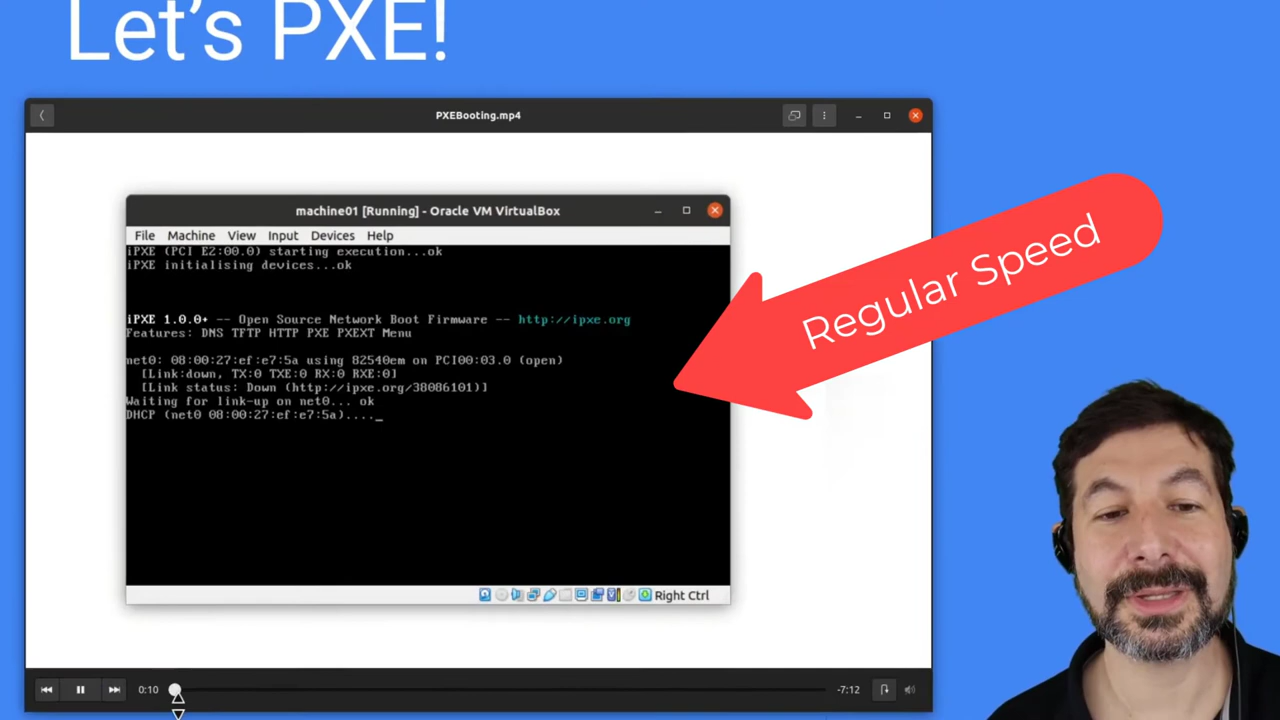 Let's PXE!
PXEBooting.mp4
machine01 [Running] - Oracle VM VirtualBox
File Machine View Input Devices Help
iPXE (PCI E2:00.0) starting execution...ok
iPXE initialising devices...ok
iPXE 1.0.0+ -- Open Source Network Boot Firmware -- http://ipxe.org
Features: DNS TFTP HTTP PXE PXEXT Menu
net0: 08:00:27:ef:e7:5a using 82540em on PCI00:03.0 (open)
[Link:down, TX:0 TXE:0 RX:0 RXE:0]
[Link status: Down (http://ipxe.org/38086101)]
Waiting for link-up on net0... ok
DHCP (net0 08:00:27:ef:e7:5a)...._
Regular Speed
Right Ctrl
0:10
-7:12